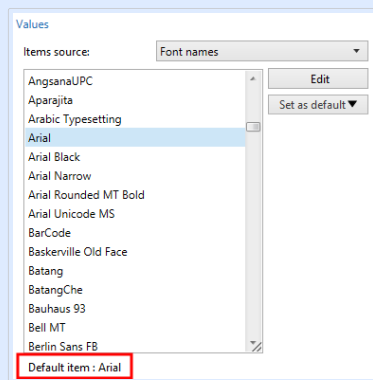 Values
Items source: Font names
Edit
Set as default▼
AngsanaUPC
Aparajita
Arabic Typesetting
Arial
Arial Black
Arial Narrow
Arial Rounded MT Bold
Arial Unicode MS
BarCode
Baskerville Old Face
Batang
BatangChe
Bauhaus 93
Bell MT
Berlin Sans FB
Default item : Arial